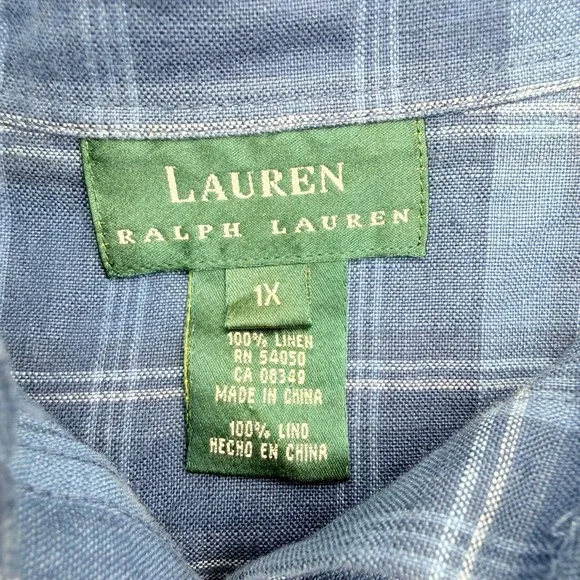 LAUREN
RALPH LAUREN
1X
100% LINEN
RN 54050
CA 08349
MADE IN CHINA
100% LINO
HECHO EN CHINA